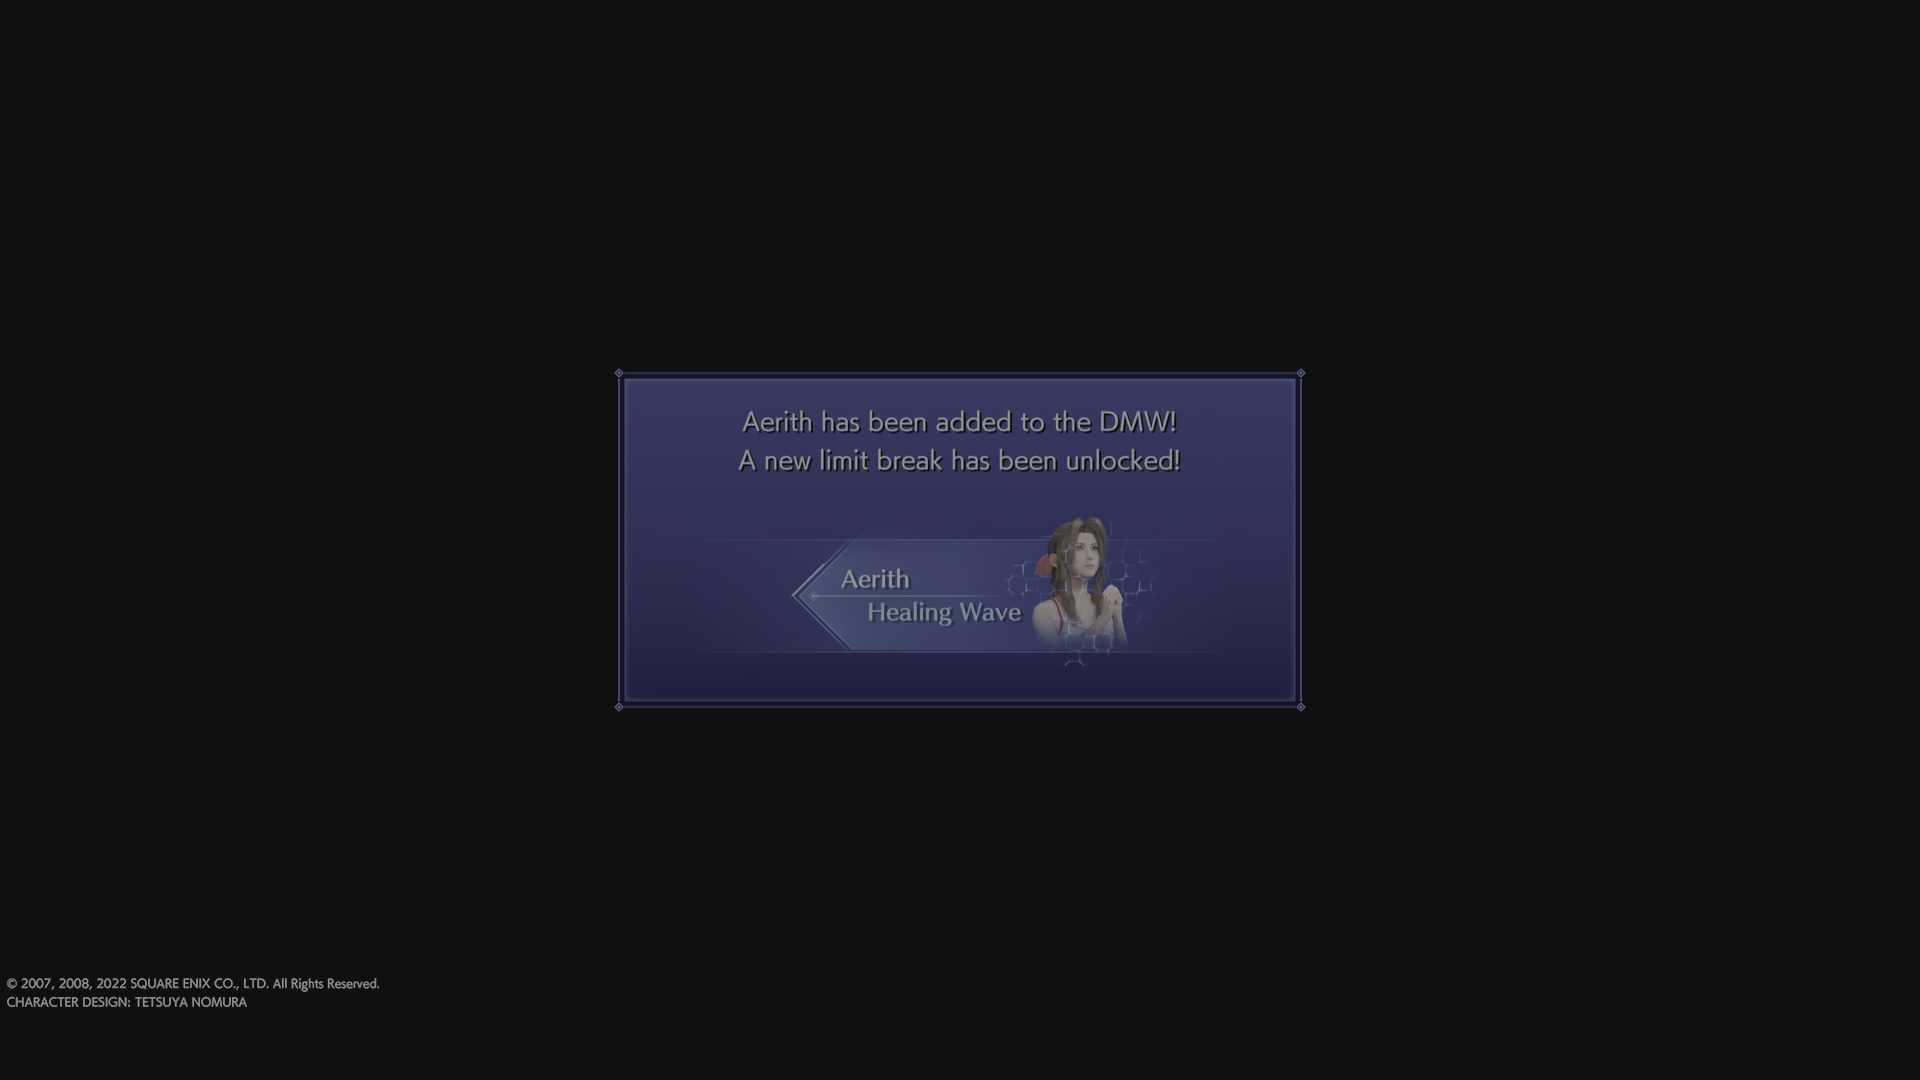 Aerith has been added to the DMW!
A new limit break has been unlocked!
Aerith
Healing Wave
© 2007, 2008, 2022 SQUARE ENIX CO., LTD. All Rights Reserved.
CHARACTER DESIGN: TETSUYA NOMURA